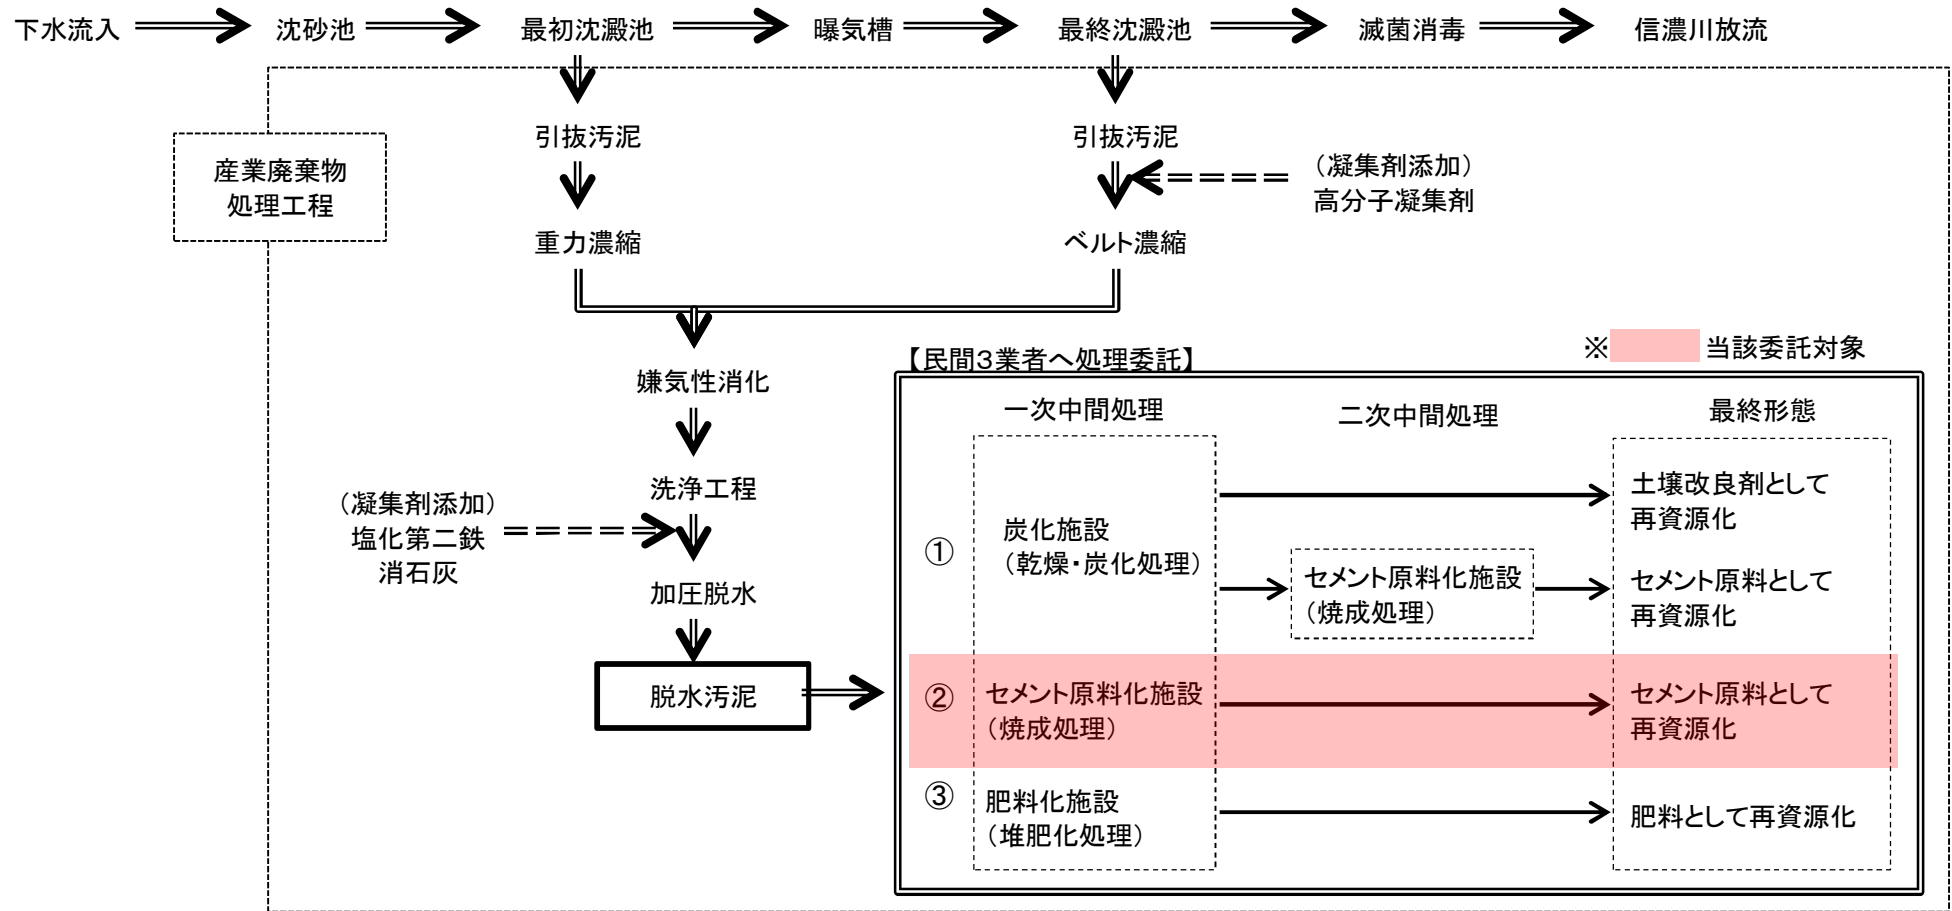 下水流入
沈砂池
最初沈澱池
曝気槽
最終沈澱池
滅菌消毒
信濃川放流
産業廃棄物
処理工程
引抜汚泥
引抜汚泥
(凝集剤添加)
高分子凝集剤
重力濃縮
ベルト濃縮
嫌気性消化
洗浄工程
(凝集剤添加)
塩化第二鉄
消石灰
加圧脱水
脱水汚泥
※ 当該委託対象
【民間3業者へ処理委託】
一次中間処理
二次中間処理
最終形態
①
炭化施設
(乾燥・炭化処理)
土壌改良剤として
再資源化
セメント原料化施設
(焼成処理)
セメント原料として
再資源化
②
セメント原料化施設
(焼成処理)
セメント原料として
再資源化
③
肥料化施設
(堆肥化処理)
肥料として再資源化